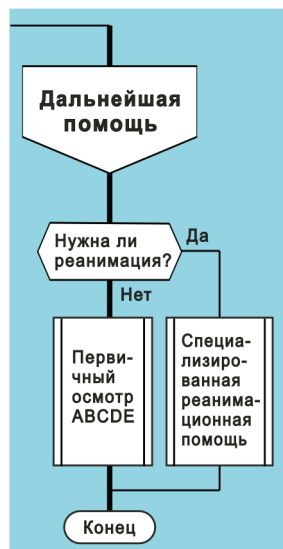 Дальнейшая
помощь
Нужна ли
реанимация?
Да
Нет
Перви-
чный
осмотр
ABCDE
Специа-
лизиро-
ванная
реанима-
ционная
помощь
Конец